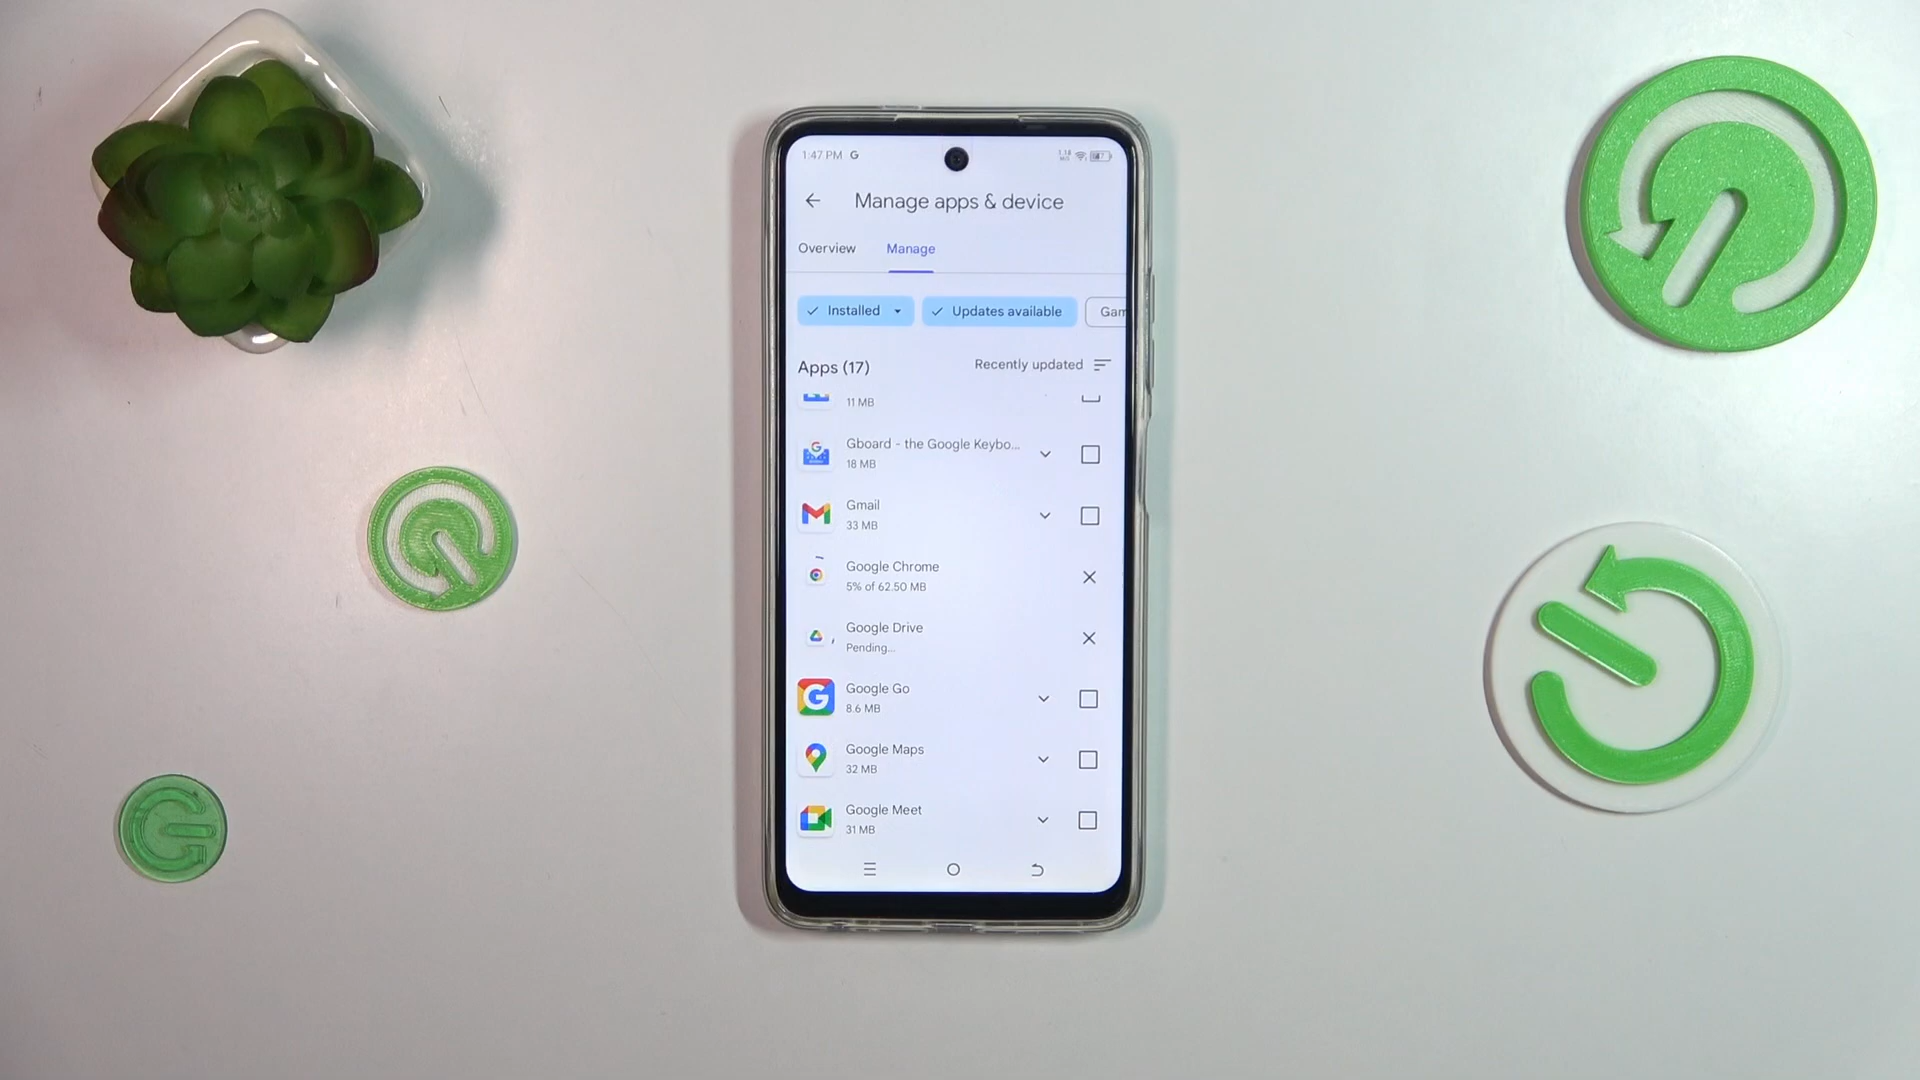 1:47 PM G
Manage apps & device
Overview
Manage
Installed
Updates available
Gam
Apps (17)
Recently updated
11 MB
Gboard - the Google Keybo...
18 MB
Gmail
33 MB
Google Chrome
5% of 62.50 MB
Google Drive
Pending...
Google Go
8.6 MB
Google Maps
32 MB
Google Meet
31 MB